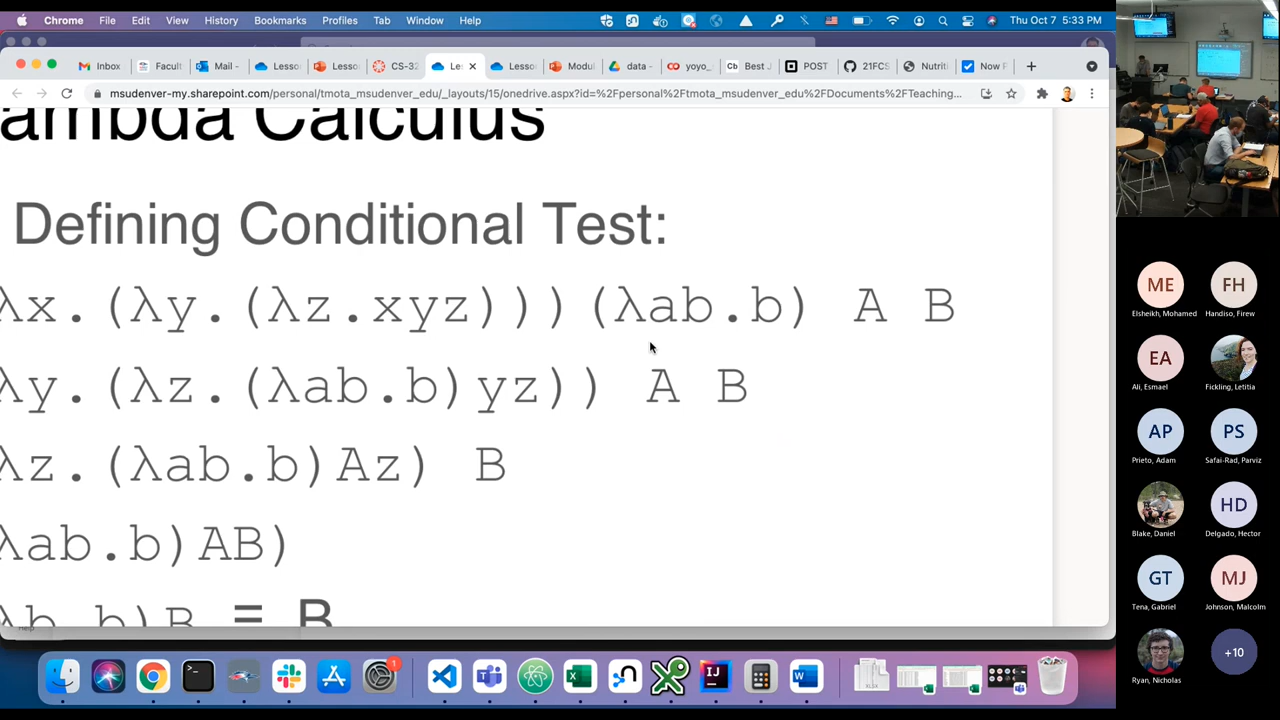 Chrome File Edit View History Bookmarks Profiles Tab Window Help Thu Oct 7 5:33 PM
Inbox Facult Mail - Lesso Lesso CS-32 Les Lesso Modul data - yoyo_ Best J POST 21FCS Nutriti Now P
msudenver-my.sharepoint.com/personal/tmota_msudenver_edu/_layouts/15/onedrive.aspx?id=%2Fpersonal%2Ftmota_msudenver_edu%2FDocuments%2FTeaching...
ambda Calculus
Defining Conditional Test:
λx.(λy.(λz.xyz)))(λab.b) A B
λy.(λz.(λab.b)yz)) A B
λz.(λab.b)Az) B
λab.b)AB)
λb.b)B = B
Help
1
ME
Elsheikh, Mohamed
FH
Handiso, Firew
EA
Ali, Esmael
Fickling, Letitia
AP
Prieto, Adam
PS
Safai-Rad, Parviz
Blake, Daniel
HD
Delgado, Hector
GT
Tena, Gabriel
MJ
Johnson, Malcolm
Ryan, Nicholas
+10